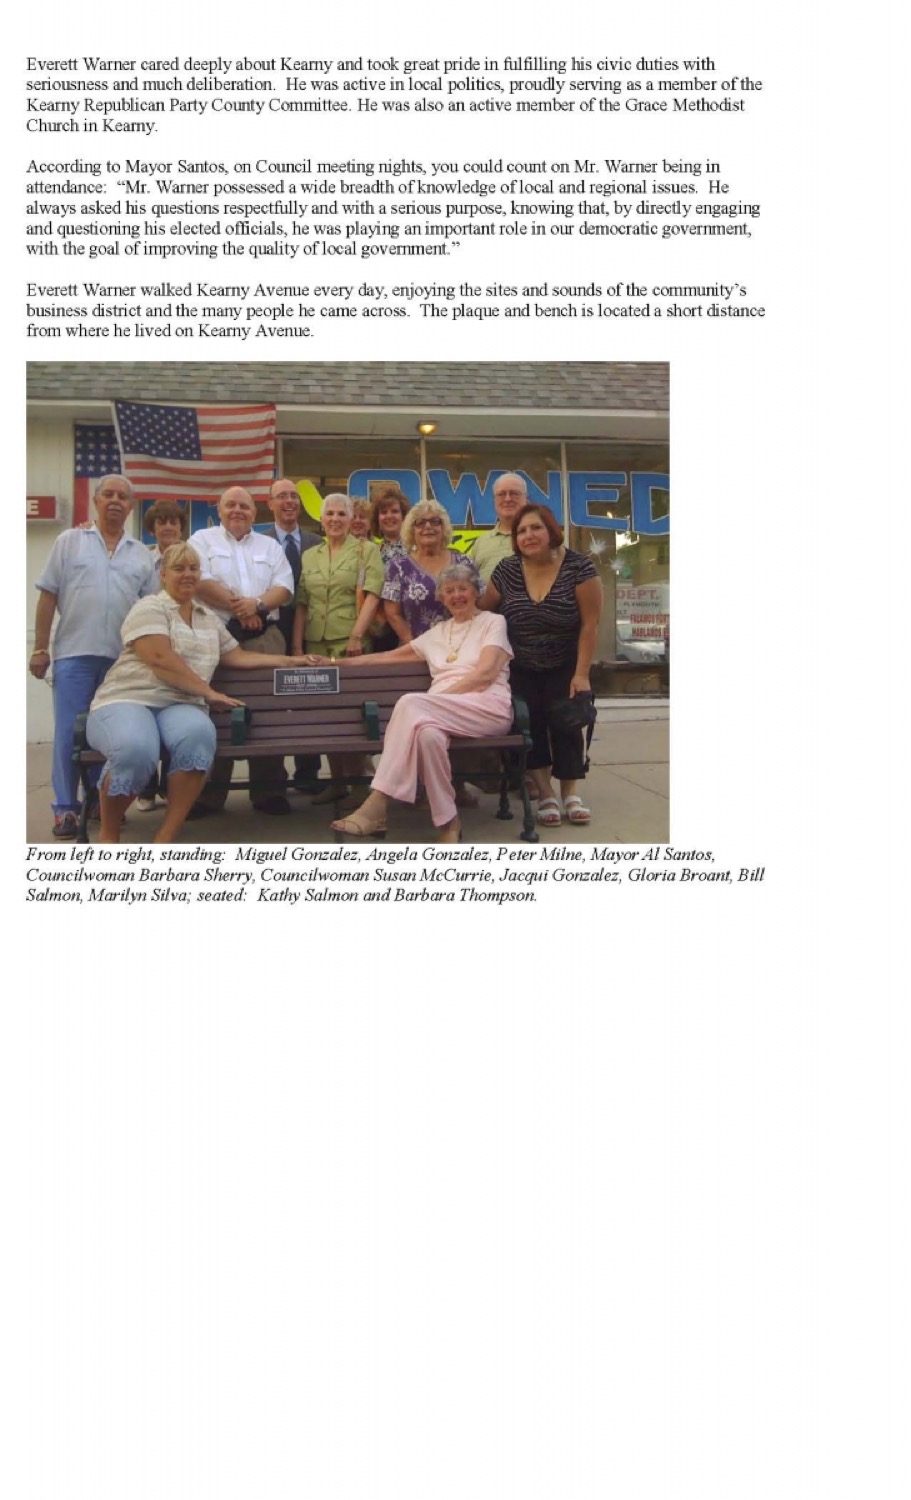 Everett Warner cared deeply about Kearny and took great pride in fulfilling his civic duties with
seriousness and much deliberation.  He was active in local politics, proudly serving as a member of the
Kearny Republican Party County Committee. He was also an active member of the Grace Methodist
Church in Kearny.
According to Mayor Santos, on Council meeting nights, you could count on Mr. Warner being in
attendance:  “Mr. Warner possessed a wide breadth of knowledge of local and regional issues.  He
always asked his questions respectfully and with a serious purpose, knowing that, by directly engaging
and questioning his elected officials, he was playing an important role in our democratic government,
with the goal of improving the quality of local government.”
Everett Warner walked Kearny Avenue every day, enjoying the sites and sounds of the community’s
business district and the many people he came across.  The plaque and bench is located a short distance
from where he lived on Kearny Avenue.
OWNED
E
DEPT.
EVERETT WARNER
From left to right, standing:  Miguel Gonzalez, Angela Gonzalez, Peter Milne, Mayor Al Santos,
Councilwoman Barbara Sherry, Councilwoman Susan McCurrie, Jacqui Gonzalez, Gloria Broant, Bill
Salmon, Marilyn Silva; seated:  Kathy Salmon and Barbara Thompson.